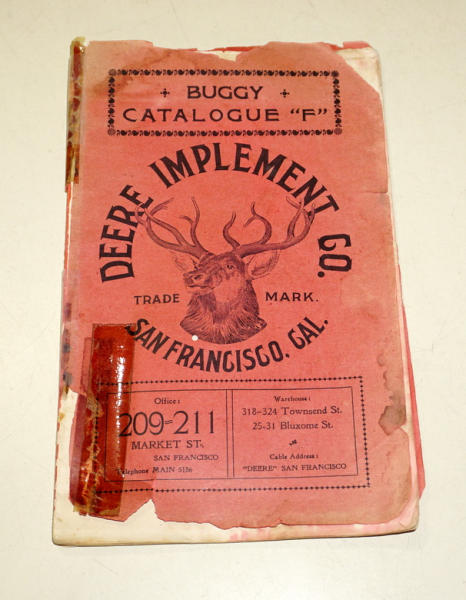 BUGGY
CATALOGUE "F"
DEERE IMPLEMENT CO.
TRADE MARK.
SAN FRANCISCO, CAL.
Office:
209-211
MARKET ST.
SAN FRANCISCO
Telephone MAIN 5186
Warehouse:
318-324 Townsend St.
25-31 Bluxome St.
Cable Address:
"DEERE" SAN FRANCISCO